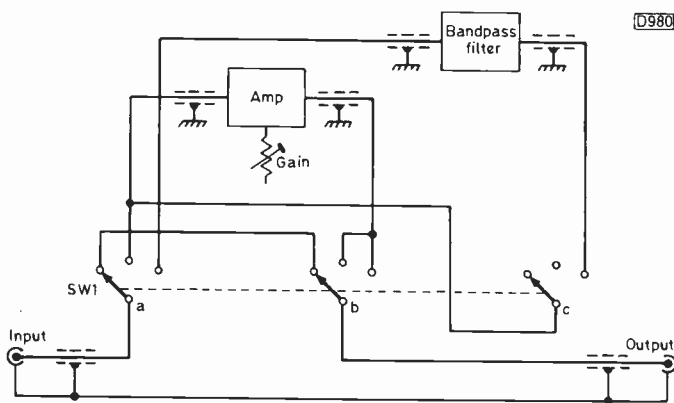 D980
Bandpass
filter
Amp
Gain
SW1
a
b
c
Input
Output